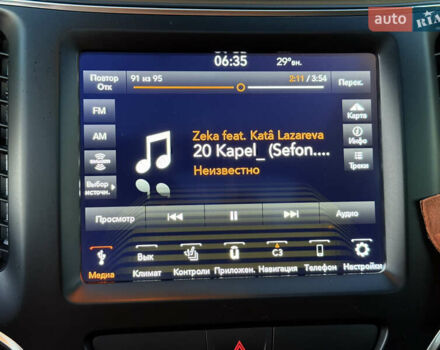 auto RIA
06:35 29°вн.
Повтор Отк
91 из 95
2:11 / 3:54
Перек.
FM
AM
Выбор источн.
Zeka feat. Katâ Lazareva
20 Kapel_ (Sefon....
Неизвестно
Карта
Инфо
Треки
Просмотр
Аудио
Медиа
Вык
Климат
Контроли
Приложен.
СЗ
Навигация
Телефон
Настройки